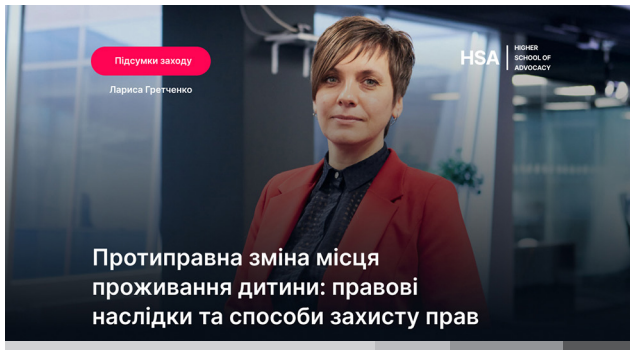 Підсумки заходу
Лариса Гретченко
HSA
HIGHER
SCHOOL OF
ADVOCACY
Протиправна зміна місця
проживання дитини: правові
наслідки та способи захисту прав